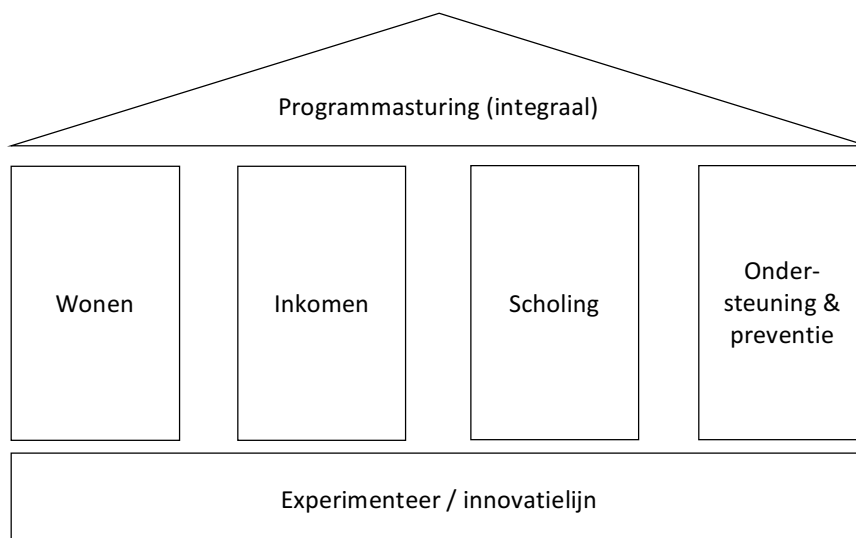 Programmasturing (integraal)
Wonen
Inkomen
Scholing
Onder-
steuning &
preventie
Experimenteer / innovatielijn